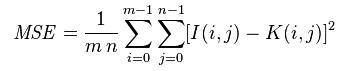 MSE = \frac{1}{m\,n} \sum_{i=0}^{m-1} \sum_{j=0}^{n-1} [I(i,j) - K(i,j)]^2